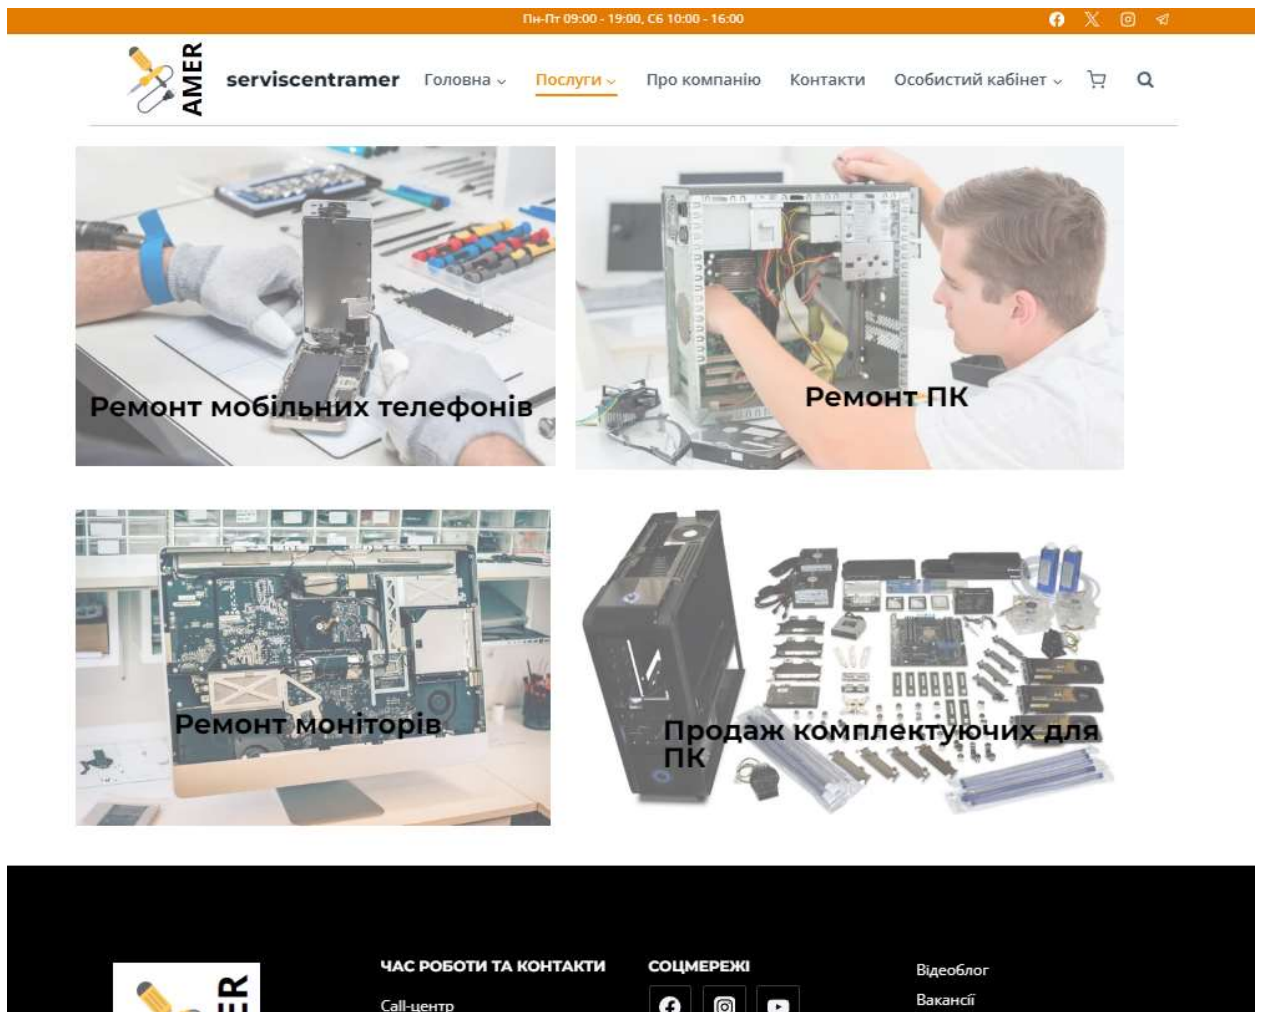 Пн-Пт 09:00 - 19:00, Сб 10:00 - 16:00
AMER
serviscentramer Головна Послуги Про компанію Контакти Особистий кабінет
Ремонт мобільних телефонів
Ремонт ПК
Ремонт моніторів
Продаж комплектуючих для
ПК
ЧАС РОБОТИ ТА КОНТАКТИ
Call-центр
СОЦМЕРЕЖІ
Відеоблог
Вакансії